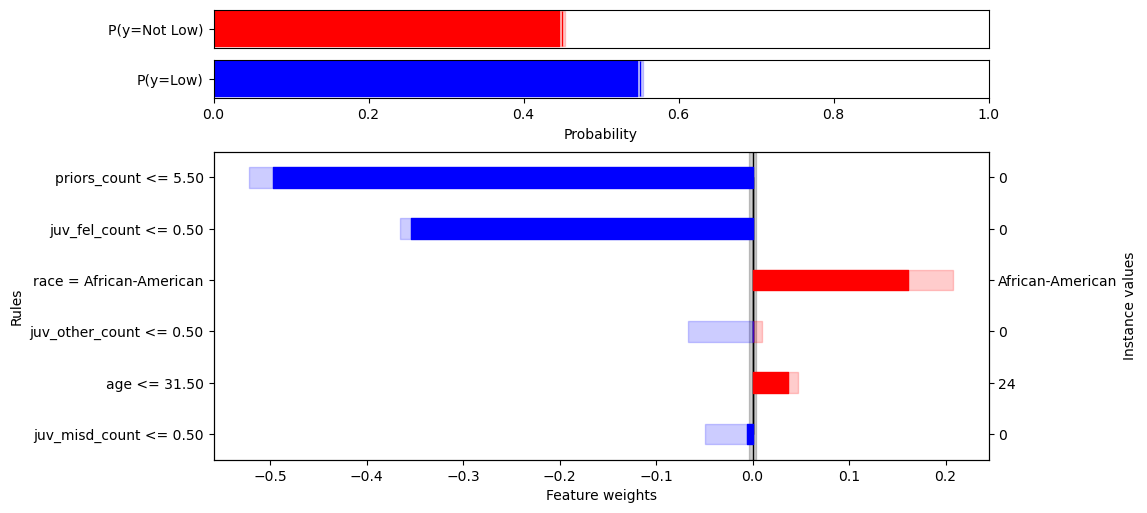 P(y=Not Low)
P(y=Low)
0.0 0.2 0.4 0.6 0.8 1.0
Probability
priors_count <= 5.50 0
juv_fel_count <= 0.50 0
race = African-American African-American
juv_other_count <= 0.50 0
age <= 31.50 24
juv_misd_count <= 0.50 0
Rules
Instance values
−0.5 −0.4 −0.3 −0.2 −0.1 0.0 0.1 0.2
Feature weights